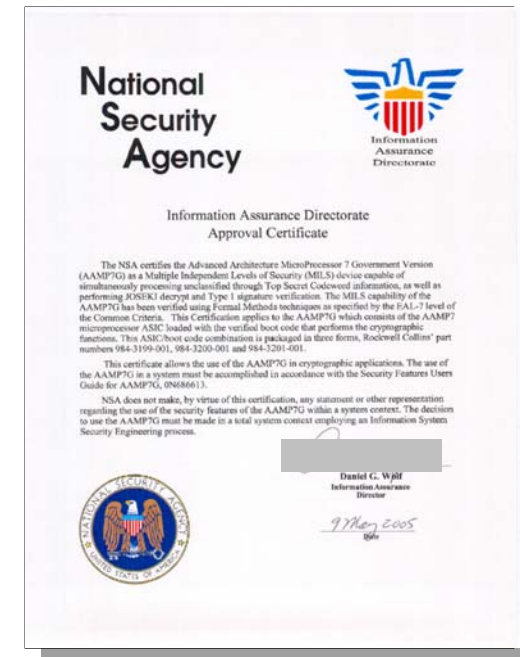 National
Security
Agency
Information
Assurance
Directorate
Information Assurance Directorate
Approval Certificate
The NSA certifies the Advanced Architecture MicroProcessor 7 Government Version
(AAMP7G) as a Multiple Independent Levels of Security (MILS) device capable of
simultaneously processing unclassified through Top Secret Codeword information, as well as
performing JOSEKI decrypt and Type 1 signature verification. The MILS capability of the
AAMP7G has been verified using Formal Methods techniques as specified by the EAL-7 level of
the Common Criteria. This Certification applies to the AAMP7G which consists of the AAMP7
microprocessor ASIC loaded with the verified boot code that performs the cryptographic
functions. This ASIC/boot code combination is packaged in three forms, Rockwell Collins' part
numbers 984-3199-001, 984-3200-001 and 984-3201-001.
This certificate allows the use of the AAMP7G in cryptographic applications. The use of
the AAMP7G in a system must be accomplished in accordance with the Security Features Users
Guide for AAMP7G, 0N686613.
NSA does not make, by virtue of this certification, any statement or other representation
regarding the use of the security features of the AAMP7G within a system context. The decision
to use the AAMP7G must be made in a total system context employing an Information System
Security Engineering process.
Daniel G. Wolf
Information Assurance
Director
9 May 2005
Date
NATIONAL SECURITY AGENCY
UNITED STATES OF AMERICA